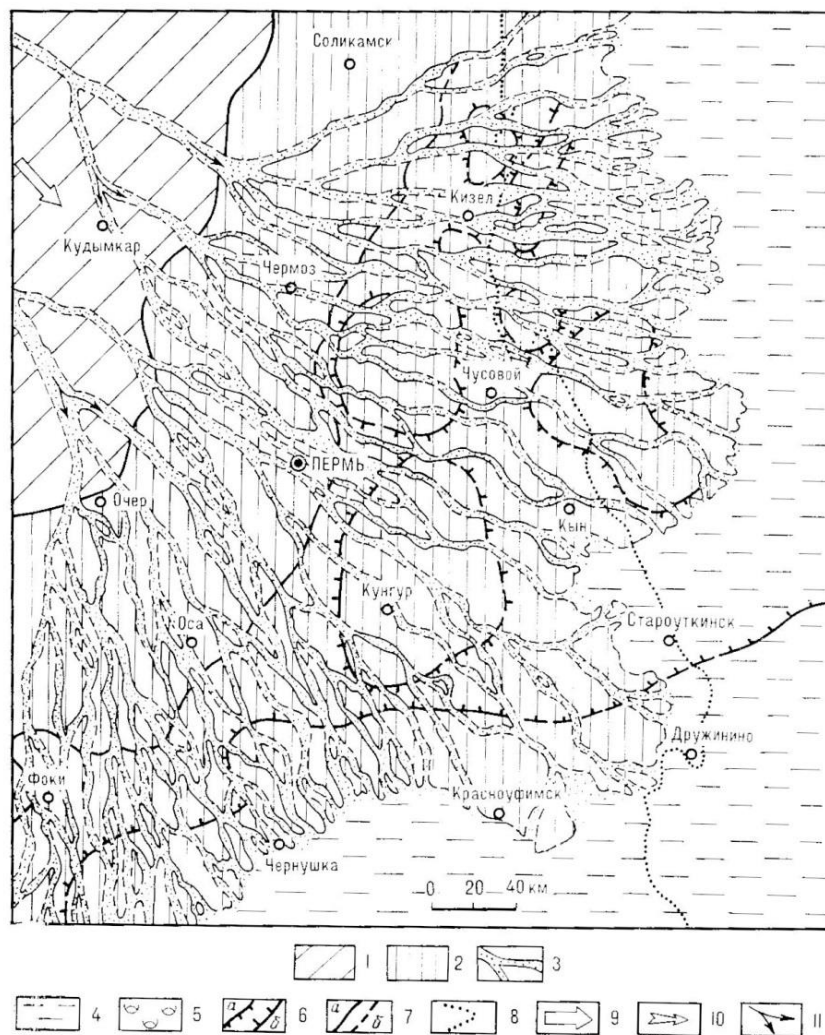 Соликамск
Кизел
Кудымкар
Чермоз
Чусовой
ПЕРМЬ
Очер
Кын
Кунгур
Оса
Староуткинск
Дружинино
Фоки
Красноуфимск
Чернушка
0 20 40 км
1 2 3
4 5 а б 6 а б 7 8 9 10 11